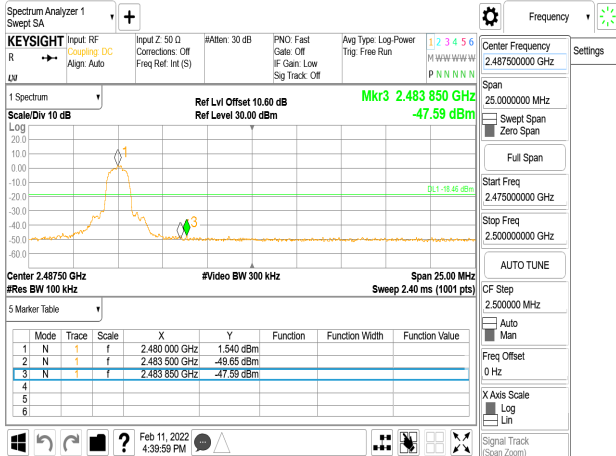 Spectrum Analyzer 1
Swept SA
Frequency
Settings
KEYSIGHT
R
LXI
Input: RF
Coupling: DC
Align: Auto
Input Z: 50 Ω
Corrections: Off
Freq Ref: Int (S)
#Atten: 30 dB
PNO: Fast
Gate: Off
IF Gain: Low
Sig Track: Off
Avg Type: Log-Power
Trig: Free Run
1 2 3 4 5 6
M W W W W W
P N N N N N
1 Spectrum
Scale/Div 10 dB
Ref Lvl Offset 10.60 dB
Ref Level 30.00 dBm
Mkr3 2.483 850 GHz
-47.59 dBm
Log
20.0
10.0
0.00
-10.0
-20.0
-30.0
-40.0
-50.0
-60.0
1
3
DL1 -18.46 dBm
Center 2.48750 GHz
#Res BW 100 kHz
#Video BW 300 kHz
Span 25.00 MHz
Sweep 2.40 ms (1001 pts)
5 Marker Table
Mode Trace Scale X Y Function Function Width Function Value
1 N 1 f 2.480 000 GHz 1.540 dBm
2 N 1 f 2.483 500 GHz -49.65 dBm
3 N 1 f 2.483 850 GHz -47.59 dBm
4
5
6
Feb 11, 2022
4:39:59 PM
Center Frequency
2.487500000 GHz
Span
25.0000000 MHz
Swept Span
Zero Span
Full Span
Start Freq
2.475000000 GHz
Stop Freq
2.500000000 GHz
AUTO TUNE
CF Step
2.500000 MHz
Auto
Man
Freq Offset
0 Hz
X Axis Scale
Log
Lin
Signal Track
(Span Zoom)